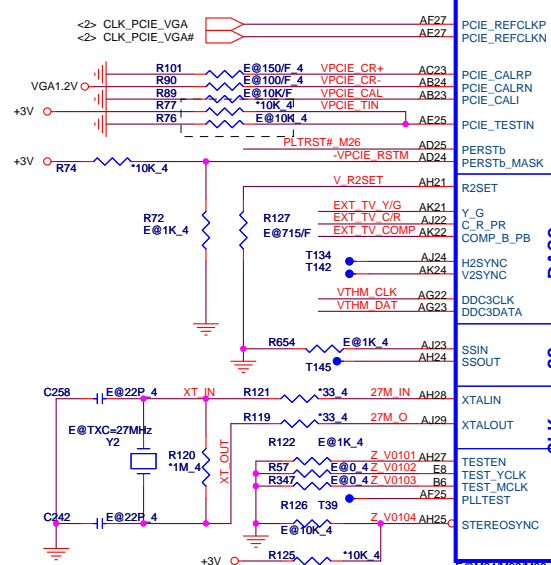 <2> CLK_PCIE_VGA AF27 PCIE_REFCLKP
<2> CLK_PCIE_VGA# AE27 PCIE_REFCLKN
R101 E@150/F_4 VPCIE_CR+ AC23 PCIE_CALRP
VGA1.2V R90 E@100/F_4 VPCIE_CR- AB24 PCIE_CALRN
R89 E@10K/F VPCIE_CAL AB23 PCIE_CALI
+3V R77 *10K_4 VPCIE_TIN
R76 E@10K_4 AE25 PCIE_TESTIN
PLTRST#_M26 AD25 PERSTb
+3V R74 *10K_4 -VPCIE_RSTM AD24 PERSTb_MASK
V_R2SET AH21 R2SET
R72 E@1K_4
R127 E@715/F
EXT_TV_Y/G AK21 Y_G
EXT_TV_C/R AJ22 C_R_PR
EXT_TV_COMP AK22 COMP_B_PB
T134 AJ24 H2SYNC
T142 AK24 V2SYNC
VTHM_CLK AG22 DDC3CLK
VTHM_DAT AG23 DDC3DATA
R654 E@1K_4 AJ23 SSIN
T145 AH24 SSOUT
C258 E@22P_4 XT_IN R121 *33_4 27M_IN AH28 XTALIN
R119 *33_4 27M_O AJ29 XTALOUT
E@TXC=27MHz
Y2
R120
*1M_4
XT_OUT
R122 E@1K_4 Z_V0101 AH27 TESTEN
R57 E@0_4 Z_V0102 E8 TEST_YCLK
R347 E@0_4 Z_V0103 B6 TEST_MCLK
T39 AF25 PLLTEST
C242 E@22P_4
R126 E@10K_4 Z_V0104 AH25 STEREOSYNC
+3V R125 *10K_4